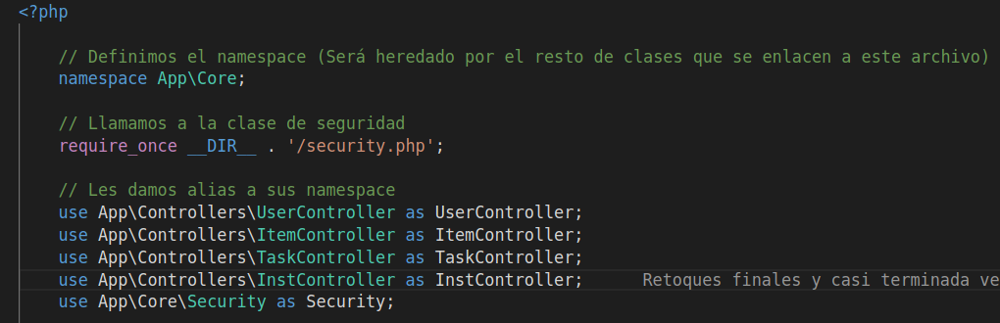 <?php
// Definimos el namespace (Será heredado por el resto de clases que se enlacen a este archivo)
namespace App\Core;
// Llamamos a la clase de seguridad
require_once __DIR__ . '/security.php';
// Les damos alias a sus namespace
use App\Controllers\UserController as UserController;
use App\Controllers\ItemController as ItemController;
use App\Controllers\TaskController as TaskController;
use App\Controllers\InstController as InstController; Retoques finales y casi terminada ve
use App\Core\Security as Security;